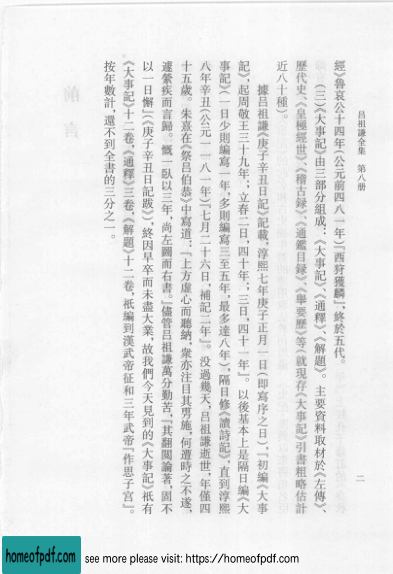 吕祖謙全集　第八册
二
經》魯哀公十四年（公元前四八一年）『西狩獲麟』，終於五代。
（三）《大事記》由三部分組成：《大事記》、《通釋》、《解題》。主要資料取材於《左傳》、
歷代史、《皇極經世》、《稽古録》、《通鑑目録》、《舉要歷》等（就現存《大事記》引書粗略估計
近八十種）。
據吕祖謙《庚子辛丑日記》記載，淳熙七年庚子正月一日（即寫序之日），『初編《大事
記》，起周敬王三十九年；立春二日，四十年；三日，四十一年』。以後基本上是隔日編《大
事記》（一日少則編寫一年，多則編寫三至五年，最多達八年），隔日修《讀詩記》，直到淳熙
八年辛丑（公元一一八一年）『七月二十六日，補記二年』。没過幾天，吕祖謙逝世，年僅四
十五歲。朱熹在《祭吕伯恭》中寫道：『上方虚心而聽納，衆亦注目其勇施，何遭時之不遂，
遽縈疾而言歸。慨一卧以三年，尚左圖而右書。』儘管吕祖謙萬分勤苦，『其翻閲論著，固不
以一日懈』（《庚子辛丑日記跋》），終因早卒而未盡大業，故我們今天見到的《大事記》衹有
《大事記》十二卷，《通釋》三卷，《解題》十二卷，衹編到漢武帝征和三年武帝『作思子宫』。
按年數計，還不到全書的三分之一。
前言
homeofpdf.com
see more please visit: https://homeofpdf.com